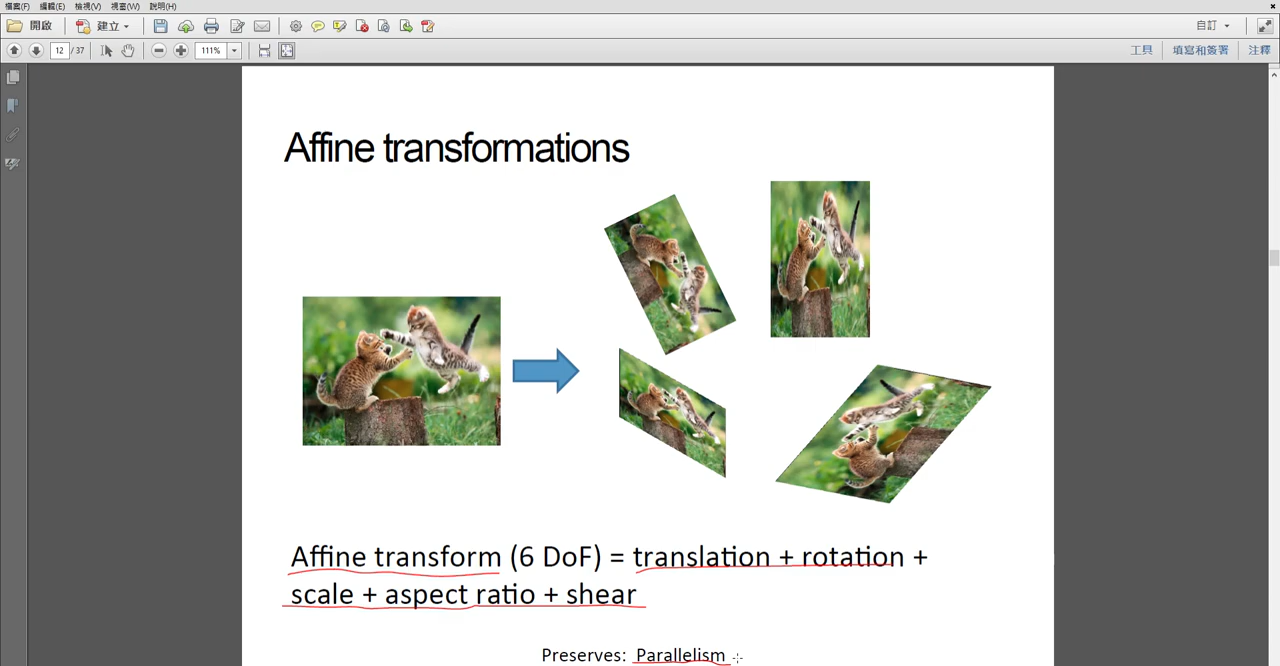 檔案(F) 編輯(E) 檢視(V) 視窗(W) 說明(H)
開啟 建立 自訂
12 / 37 111% 工具 填寫和簽署 注釋
Affine transformations
Affine transform (6 DoF) = translation + rotation +
scale + aspect ratio + shear
Preserves: Parallelism